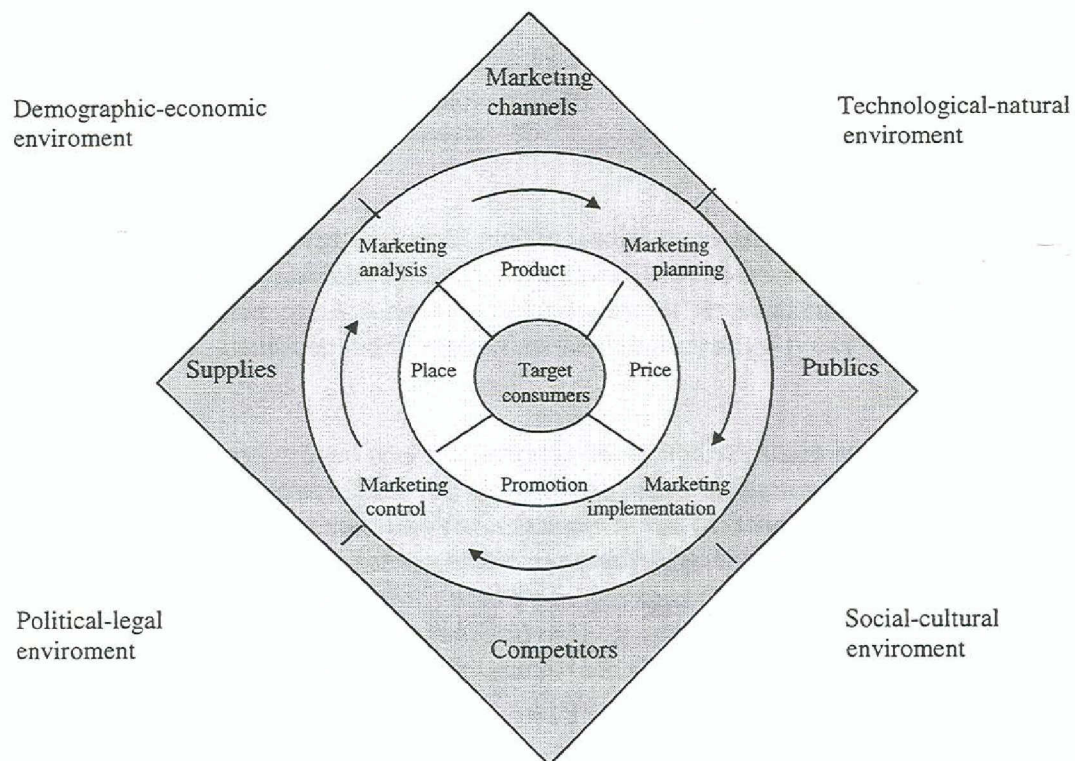 Marketing
channels
Demographic-economic
enviroment
Technological-natural
enviroment
Marketing
analysis
Product
Marketing
planning
Supplies
Place
Target
consumers
Price
Publics
Marketing
control
Promotion
Marketing
implementation
Political-legal
enviroment
Competitors
Social-cultural
enviroment